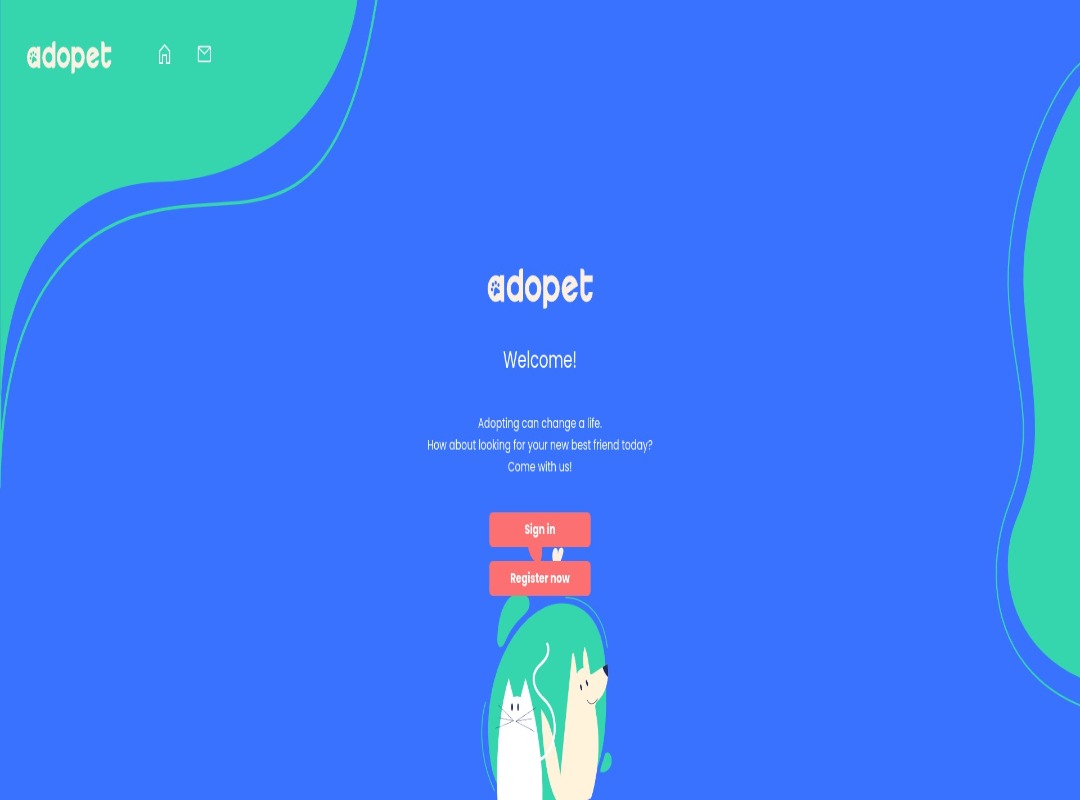 adopet
adopet
Welcome!
Adopting can change a life.
How about looking for your new best friend today?
Come with us!
Sign in
Register now